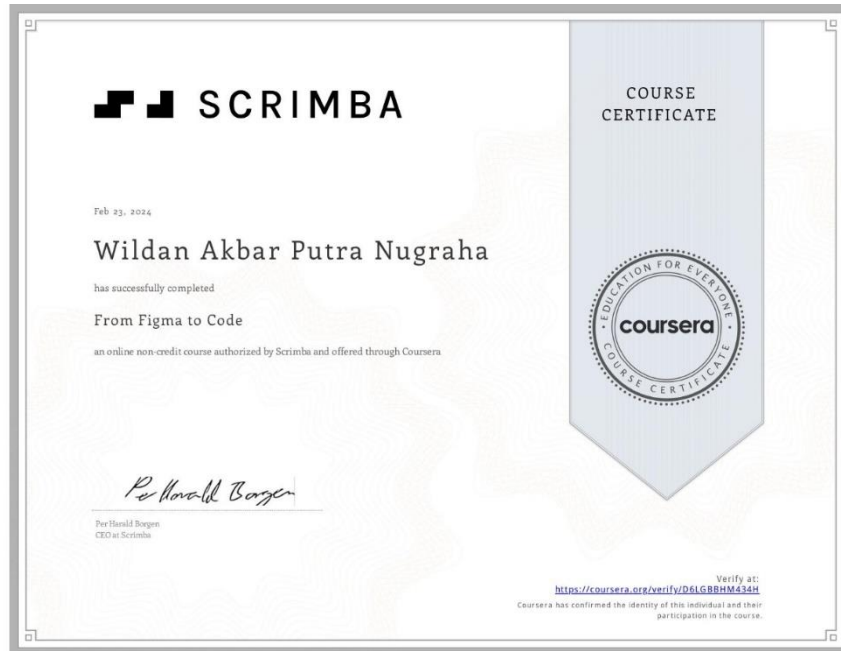 SCRIMBA
COURSE
CERTIFICATE
Feb 23, 2024
Wildan Akbar Putra Nugraha
has successfully completed
From Figma to Code
an online non-credit course authorized by Scrimba and offered through Coursera
EDUCATION FOR EVERYONE
coursera
COURSE CERTIFICATE
Per Harald Borgen
Per Harald Borgen
CEO at Scrimba
Verify at:
https://coursera.org/verify/D6LGBBHM434H
Coursera has confirmed the identity of this individual and their
participation in the course.